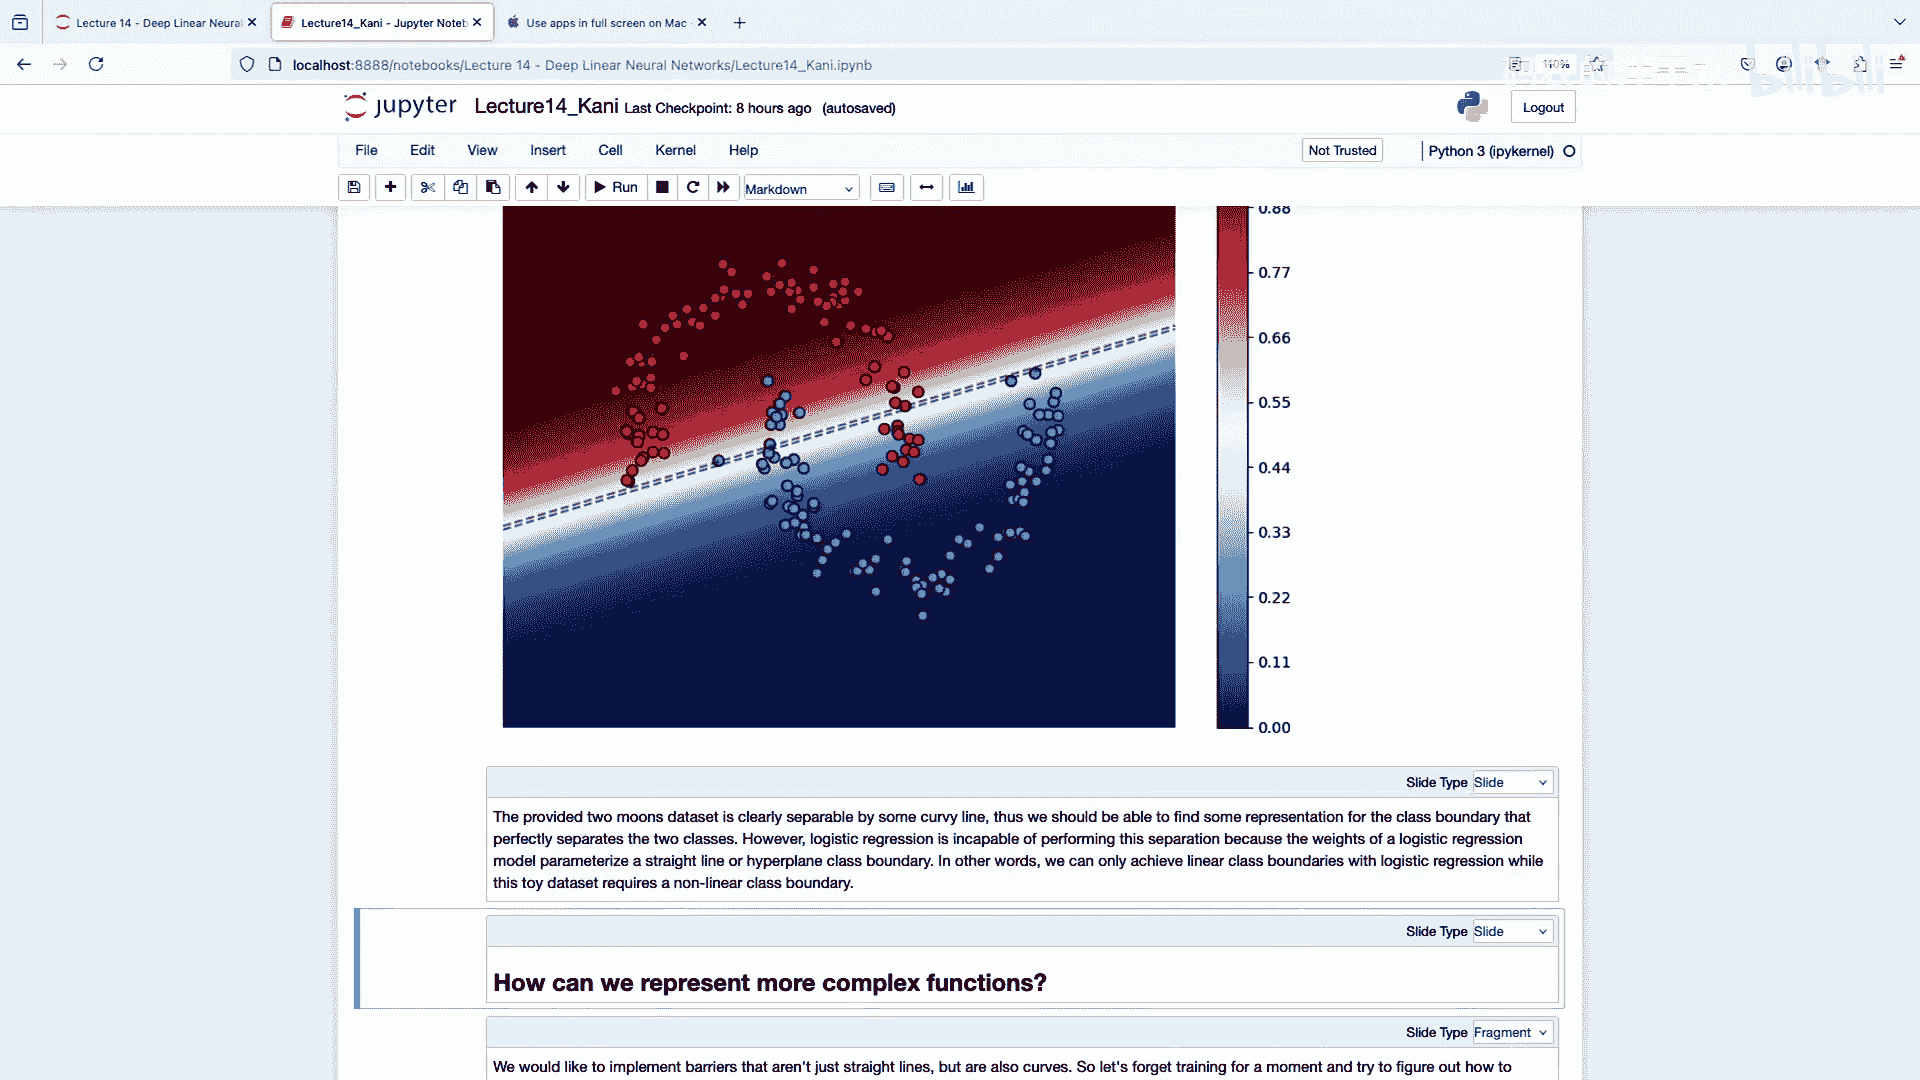 Lecture 14 - Deep Linear Neural
Lecture14_Kani - Jupyter Noteb
Use apps in full screen on Mac
localhost:8888/notebooks/Lecture 14 - Deep Linear Neural Networks/Lecture14_Kani.ipynb
110%
bilibili
jupyter Lecture14_Kani Last Checkpoint: 8 hours ago (autosaved)
Logout
File Edit View Insert Cell Kernel Help
Not Trusted
Python 3 (ipykernel)
Run
Markdown
0.88
0.77
0.66
0.55
0.44
0.33
0.22
0.11
0.00
Slide Type Slide
The provided two moons dataset is clearly separable by some curvy line, thus we should be able to find some representation for the class boundary that
perfectly separates the two classes. However, logistic regression is incapable of performing this separation because the weights of a logistic regression
model parameterize a straight line or hyperplane class boundary. In other words, we can only achieve linear class boundaries with logistic regression while
this toy dataset requires a non-linear class boundary.
Slide Type Slide
How can we represent more complex functions?
Slide Type Fragment
We would like to implement barriers that aren't just straight lines, but are also curves. So let's forget training for a moment and try to figure out how to